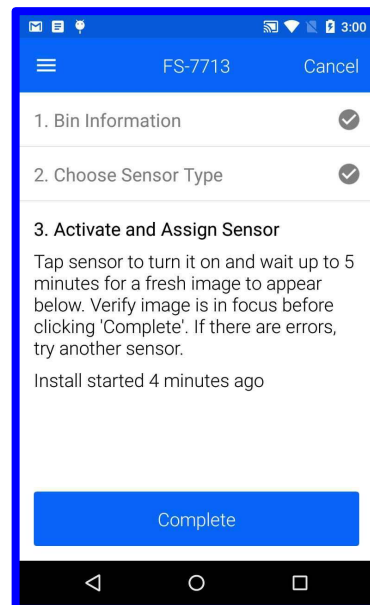 3:00
FS-7713
Cancel
1. Bin Information
2. Choose Sensor Type
3. Activate and Assign Sensor
Tap sensor to turn it on and wait up to 5
minutes for a fresh image to appear
below. Verify image is in focus before
clicking 'Complete'. If there are errors,
try another sensor.
Install started 4 minutes ago
Complete